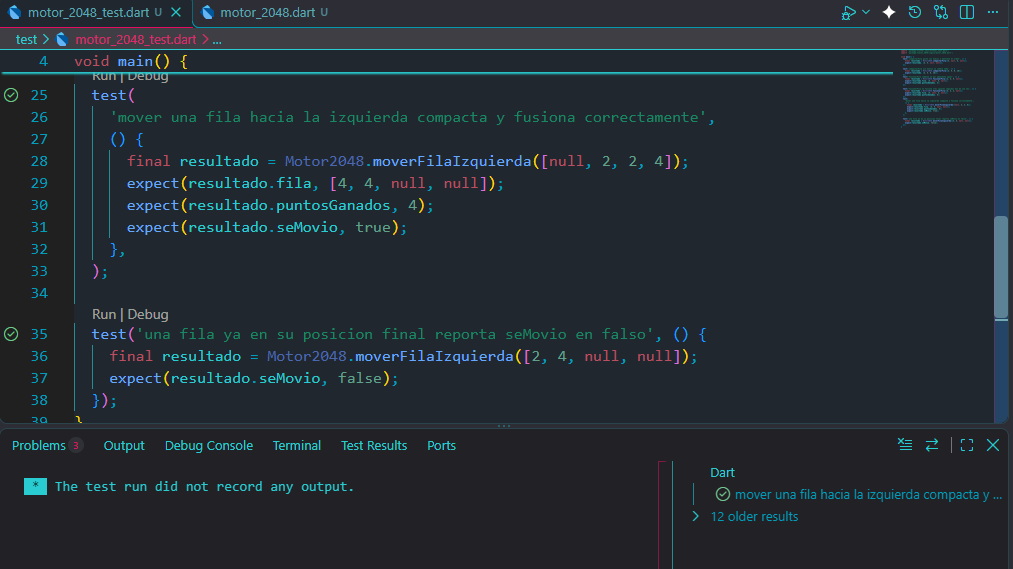 motor_2048_test.dart U
motor_2048.dart U
test > motor_2048_test.dart > ...
4 void main() {
Run | Debug
25 test(
26 'mover una fila hacia la izquierda compacta y fusiona correctamente',
27 () {
28 final resultado = Motor2048.moverFilaIzquierda([null, 2, 2, 4]);
29 expect(resultado.fila, [4, 4, null, null]);
30 expect(resultado.puntosGanados, 4);
31 expect(resultado.seMovio, true);
32 },
33 );
34
Run | Debug
35 test('una fila ya en su posicion final reporta seMovio en falso', () {
36 final resultado = Motor2048.moverFilaIzquierda([2, 4, null, null]);
37 expect(resultado.seMovio, false);
38 });
39 }
Problems 3 Output Debug Console Terminal Test Results Ports
* The test run did not record any output.
Dart
mover una fila hacia la izquierda compacta y ...
12 older results